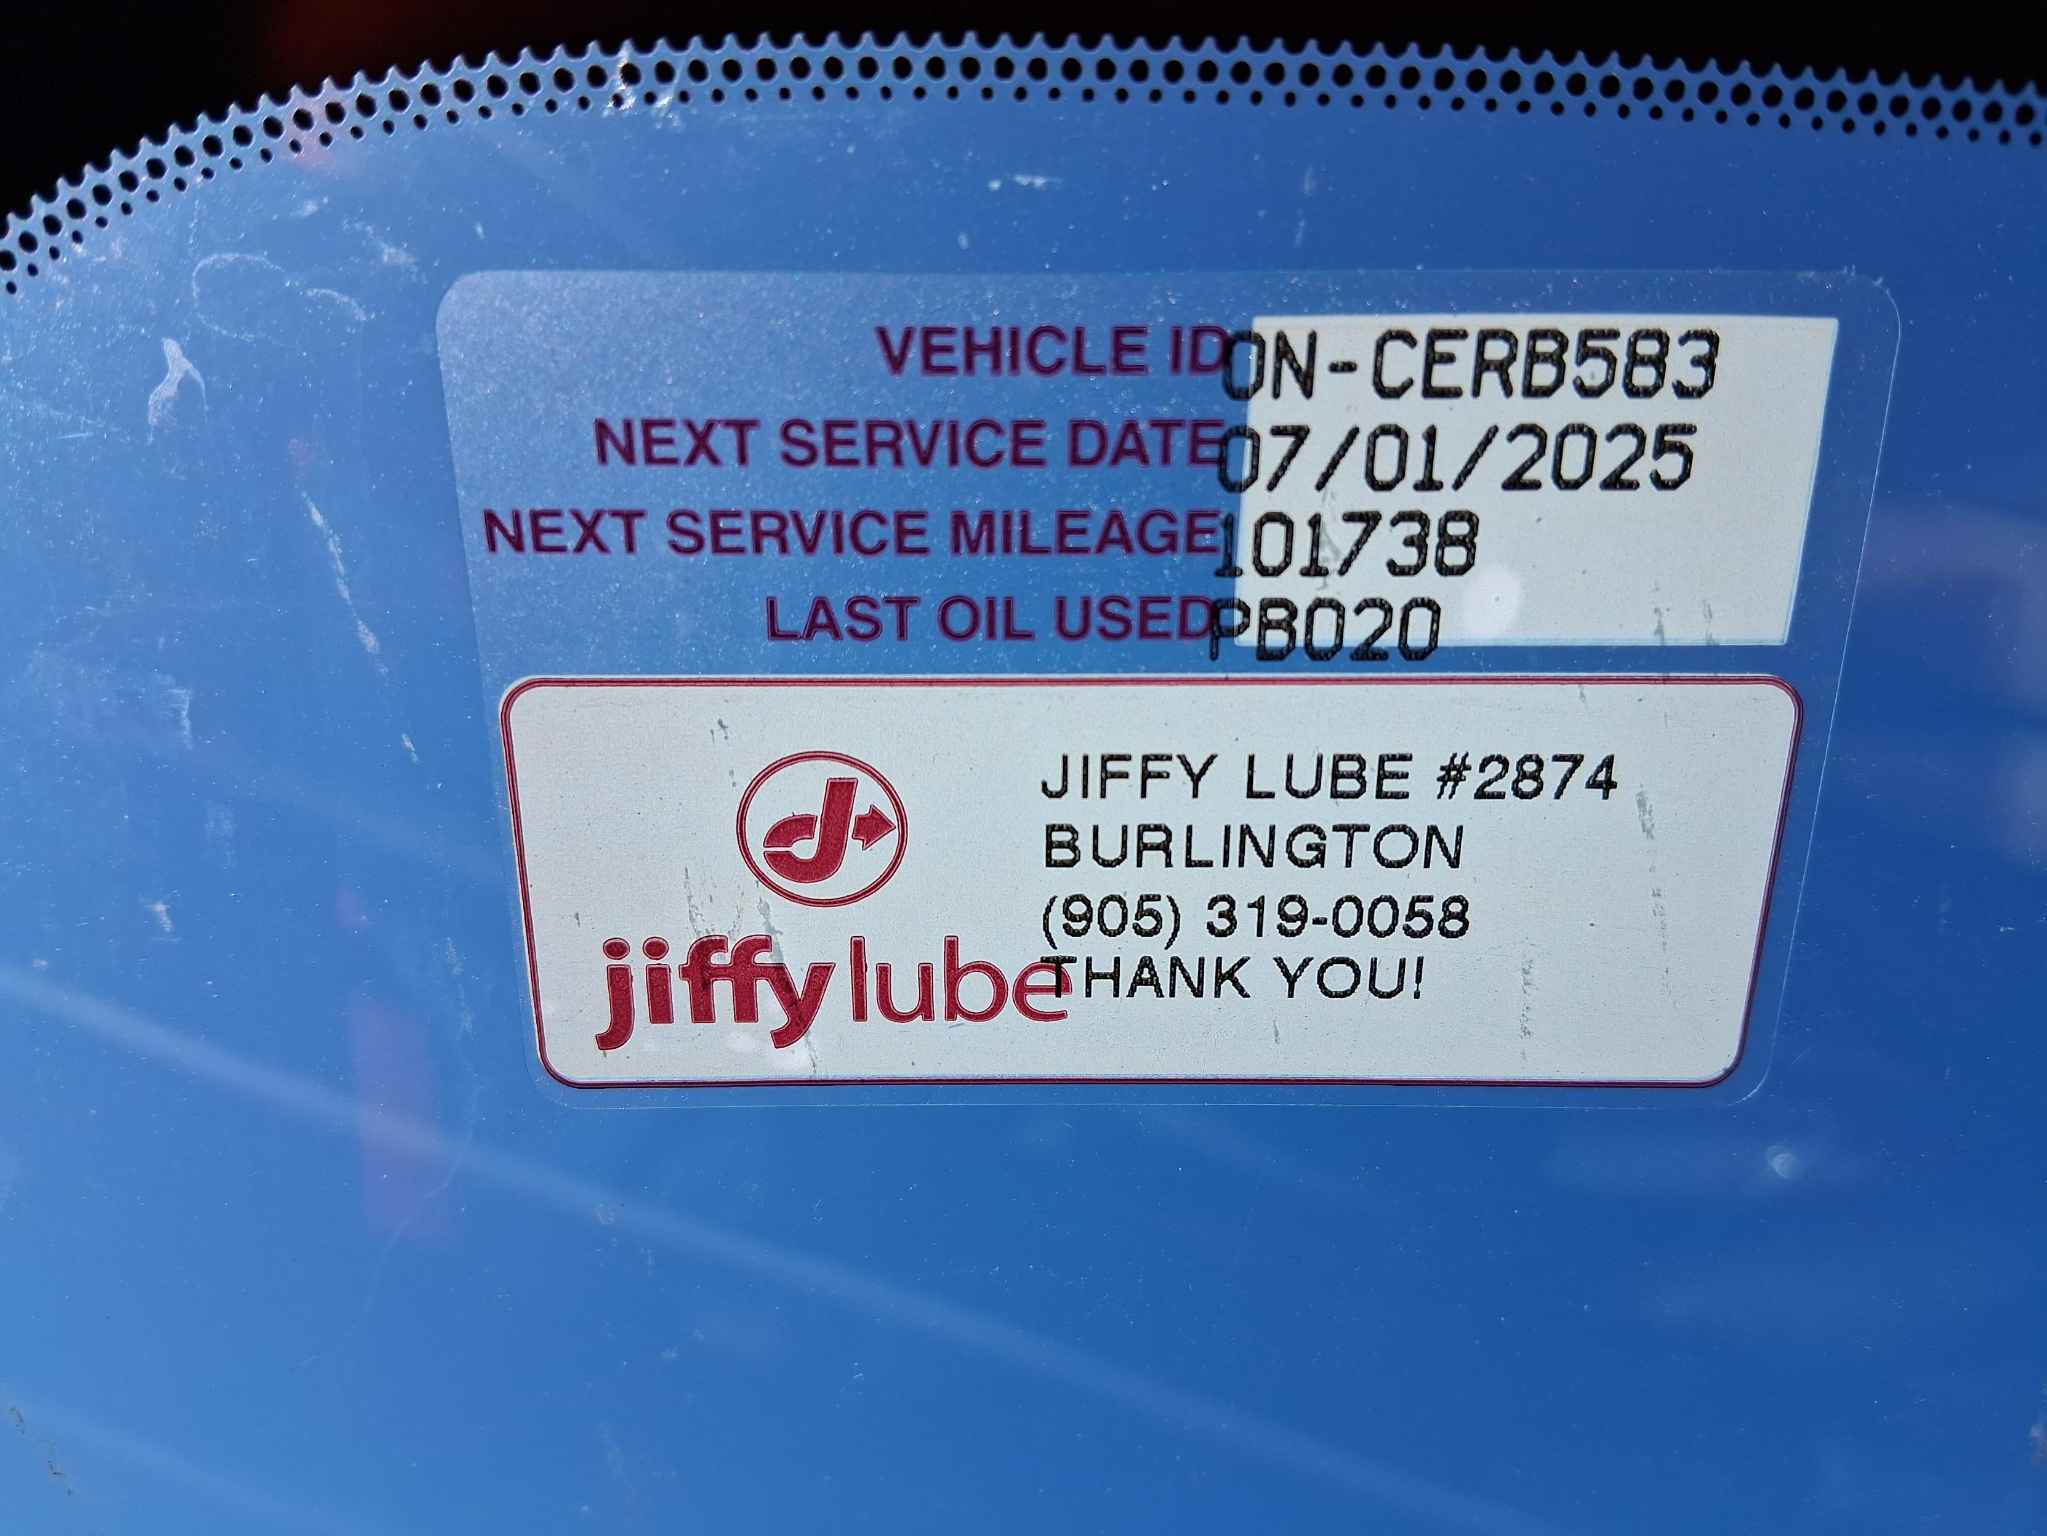 VEHICLE ID ON-CERB583
NEXT SERVICE DATE 07/01/2025
NEXT SERVICE MILEAGE 101738
LAST OIL USED PB020
JIFFY LUBE #2874
BURLINGTON
(905) 319-0058
THANK YOU!
jiffy lube